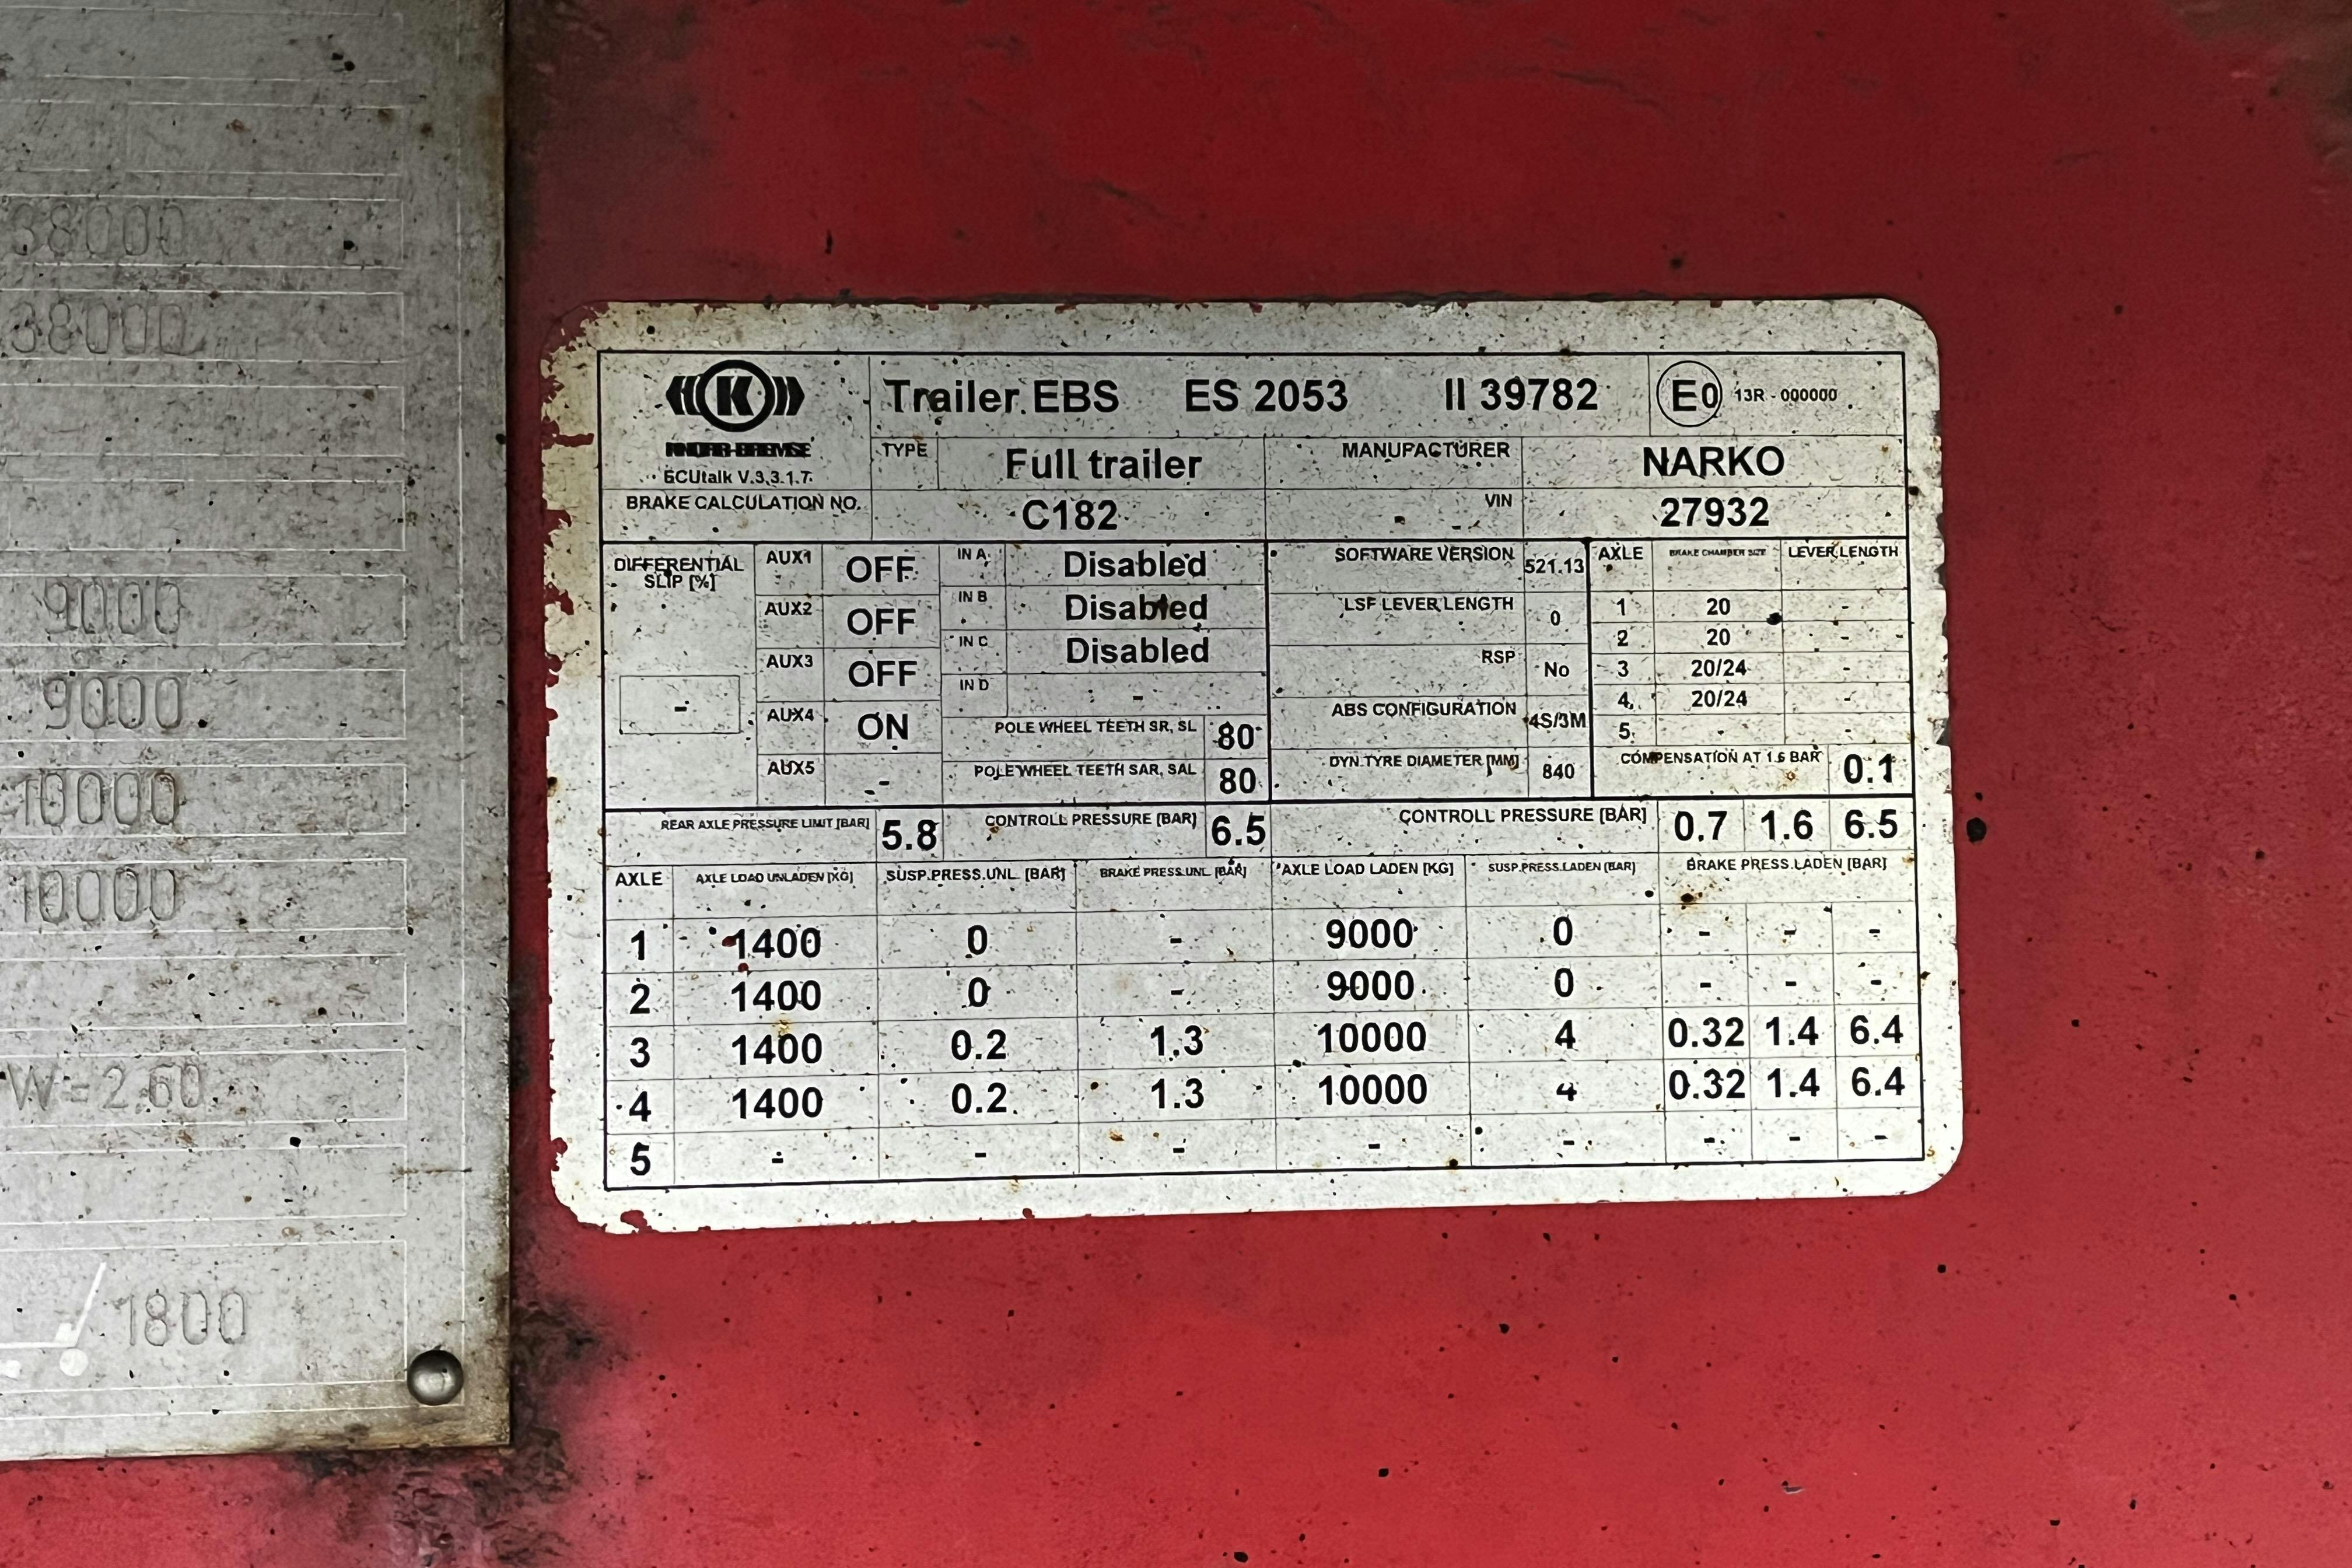 38000
38000
9000
9000
10000
10000
W=2,60
1800
KNORR-BREMSE
ECUtalk V.3.3.1.7
Trailer EBS ES 2053 II 39782 E0 13R - 000000
TYPE Full trailer MANUFACTURER NARKO
BRAKE CALCULATION NO. C182 VIN 27932
DIFFERENTIAL SLIP [%] -
AUX1 OFF
AUX2 OFF
AUX3 OFF
AUX4 ON
AUX5 -
IN A Disabled
IN B Disabled
IN C Disabled
IN D -
POLE WHEEL TEETH SR, SL 80
POLE WHEEL TEETH SAR, SAL 80
SOFTWARE VERSION 521.13
LSF LEVER LENGTH 0
RSP No
ABS CONFIGURATION 4S/3M
DYN.TYRE DIAMETER [MM] 840
AXLE BRAKE CHAMBER SIZE LEVER LENGTH
1 20 -
2 20 -
3 20/24 -
4 20/24 -
5 - -
COMPENSATION AT 1.6 BAR 0.1
REAR AXLE PRESSURE LIMIT [BAR] 5.8 CONTROLL PRESSURE [BAR] 6.5 CONTROLL PRESSURE [BAR] 0.7 1.6 6.5
AXLE AXLE LOAD UNLADEN [KG] SUSP.PRESS.UNL. [BAR] BRAKE PRESS.UNL. [BAR] AXLE LOAD LADEN [KG] SUSP.PRESS.LADEN [BAR] BRAKE PRESS.LADEN [BAR]
1 1400 0 - 9000 0 - - -
2 1400 0 - 9000 0 - - -
3 1400 0.2 1.3 10000 4 0.32 1.4 6.4
4 1400 0.2 1.3 10000 4 0.32 1.4 6.4
5 - - - - - - - -